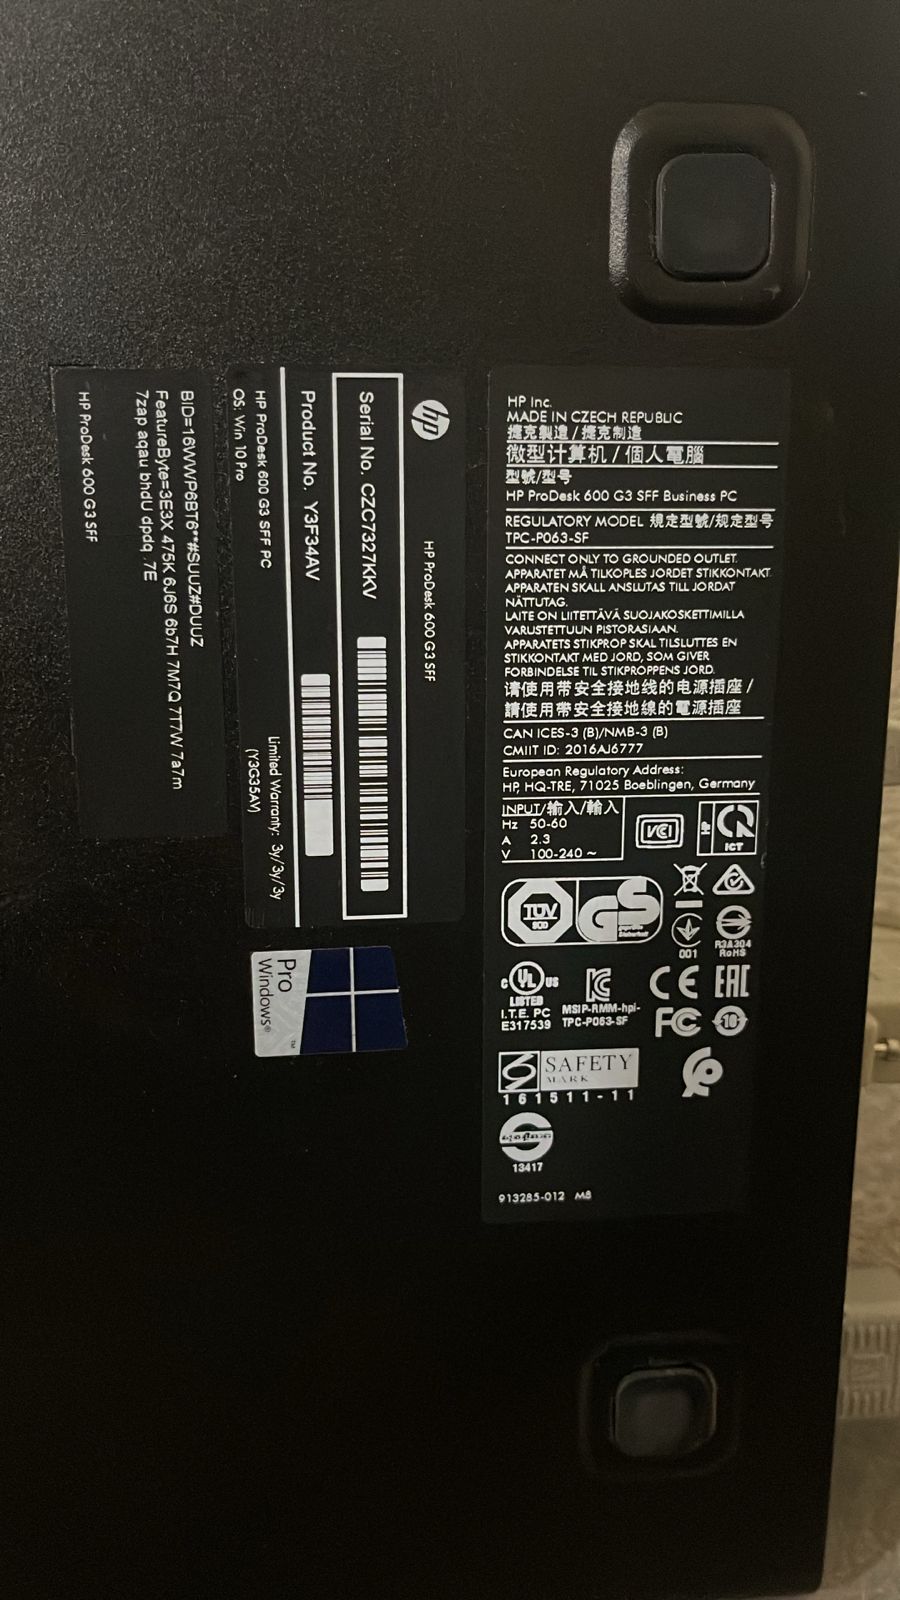 HP Inc.
MADE IN CZECH REPUBLIC
捷克製造 / 捷克制造
微型计算机 / 個人電腦
型號/型号
HP ProDesk 600 G3 SFF Business PC
REGULATORY MODEL 規定型號/规定型号
TPC-P063-SF
CONNECT ONLY TO GROUNDED OUTLET.
APPARATET MÅ TILKOPLES JORDET STIKKONTAKT.
APPARATEN SKALL ANSLUTAS TILL JORDAT
NÄTTUTAG.
LAITE ON LIITETTÄVÄ SUOJAKOSKETTIMILLA
VARUSTETTUUN PISTORASIAAN.
APPARATETS STIKPROP SKAL TILSLUTTES EN
STIKKONTAKT MED JORD, SOM GIVER
FORBINDELSE TIL STIKPROPPENS JORD.
请使用带安全接地线的电源插座 /
請使用帶安全接地線的電源插座
CAN ICES-3 (B)/NMB-3 (B)
CMIIT ID: 2016AJ6777
European Regulatory Address:
HP, HQ-TRE, 71025 Boeblingen, Germany
INPUT/输入/輸入
Hz 50-60
A 2.3
V 100-240 ~
VCI
HP
ICT
TÜV
SÜD
GS
geprüfte
Sicherheit
001
R3A304
RoHS
C UL US
LISTED
I.T.E. PC
E317539
MSIP-RMM-hpi-
TPC-P063-SF
CE
EAC
FC
10
SAFETY
MARK
161511-11
13417
913285-012 M8
hp
HP ProDesk 600 G3 SFF
Serial No. CZC7327KKV
Product No. Y3F34AV
HP ProDesk 600 G3 SFF PC
OS: Win 10 Pro
Limited Warranty: 3y/3y/3y
(Y3G35AV)
Pro
Windows®
TM
BID=16WWP6BT6**#SUUZ#DUUZ
FeatureByte=3E3X 475K 6J6S 6b7H 7M7Q 7T7W 7a7m
7zap aqau bhdU dpdq .7E
HP ProDesk 600 G3 SFF